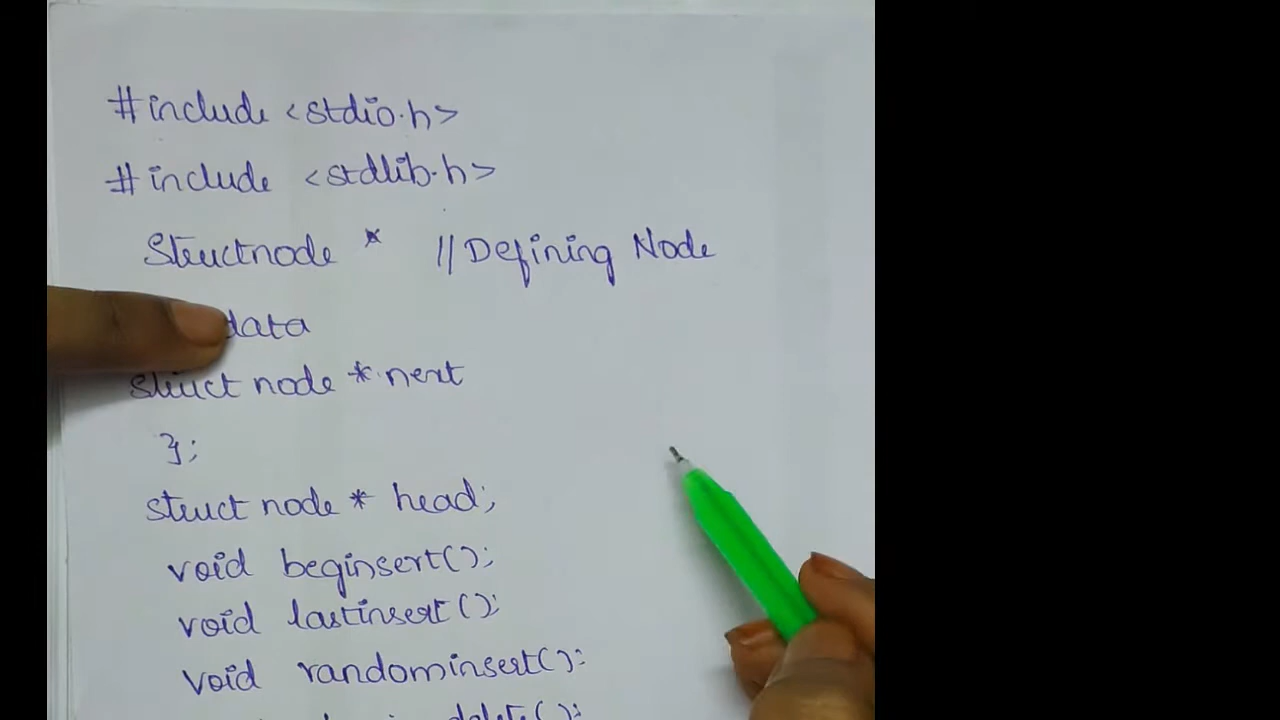 #include <stdio.h>
#include <stdlib.h>
Structnode * //Defining Node
data
struct node * next
};
struct node * head;
void beginsert();
void lastinsert();
void randominsert();
delete();